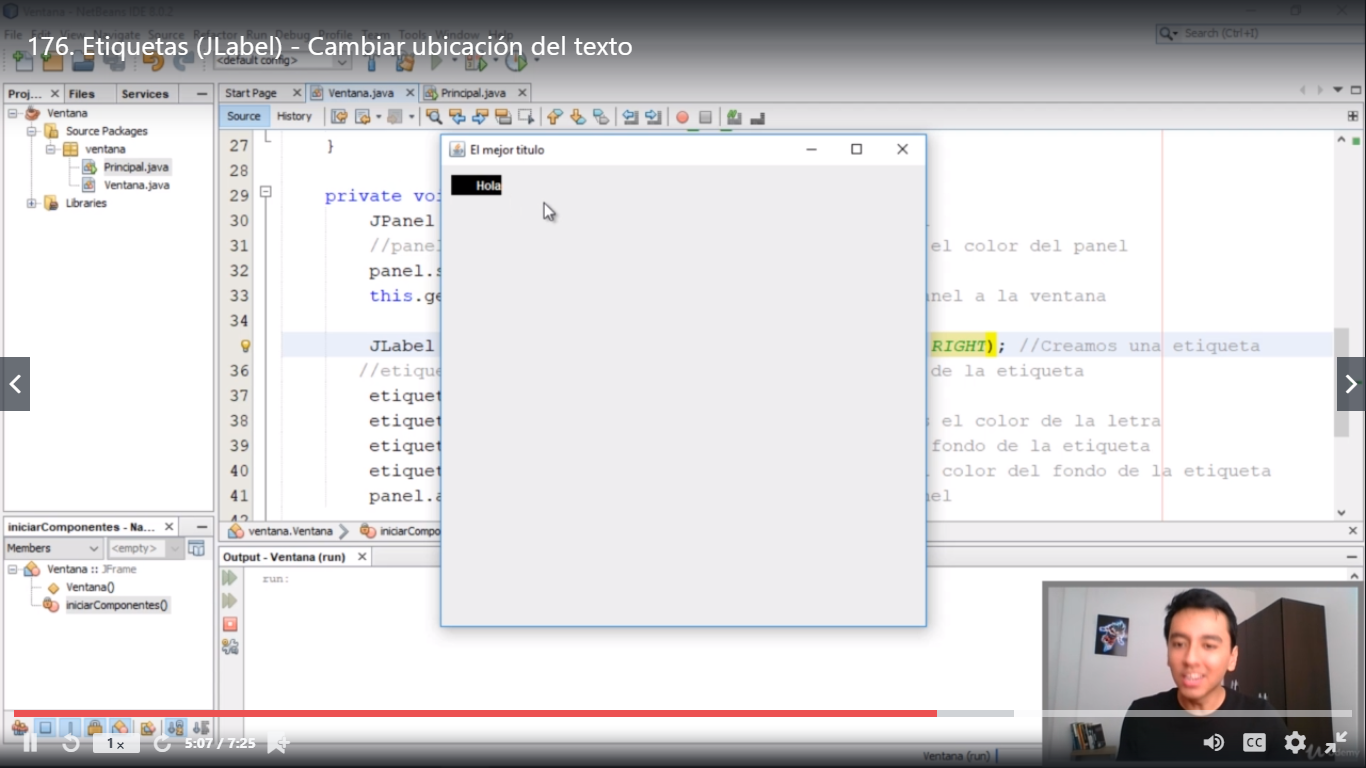 Ventana - NetBeans IDE 8.0.2
File Edit View Navigate Source Refactor Run Debug Profile Team Tools Window Help
Search (Ctrl+I)
176. Etiquetas (JLabel) - Cambiar ubicación del texto
<default config>
Proj... Files Services
Start Page Ventana.java Principal.java
Source History
Ventana
Source Packages
ventana
Principal.java
Ventana.java
Libraries
El mejor titulo
Hola
27 }
28
29 private voi
30 JPanel
31 //panel el color del panel
32 panel.s
33 this.ge nel a la ventana
34
JLabel RIGHT); //Creamos una etiqueta
36 //etique de la etiqueta
37 etiquet
38 etiquet s el color de la letra
39 etiquet fondo de la etiqueta
40 etiquet color del fondo de la etiqueta
41 panel.a nel
42
ventana.Ventana iniciarCompo
iniciarComponentes - Na...
Members <empty>
Ventana :: JFrame
Ventana()
iniciarComponentes()
Output - Ventana (run)
run:
1x
5:07 / 7:25
CC
Ventana (run)